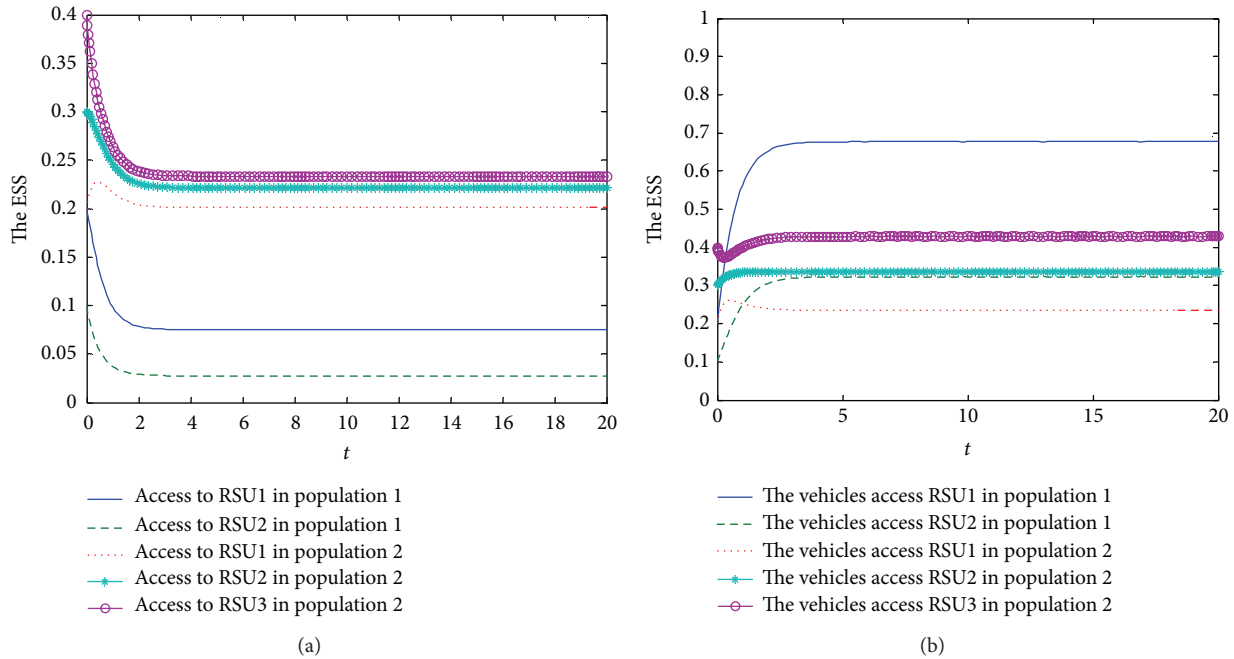 0.4
0.35
0.3
0.25
0.2
0.15
0.1
0.05
0
The ESS
0 2 4 6 8 10 12 14 16 18 20
t
Access to RSU1 in population 1
Access to RSU2 in population 1
Access to RSU1 in population 2
Access to RSU2 in population 2
Access to RSU3 in population 2
(a)
1
0.9
0.8
0.7
0.6
0.5
0.4
0.3
0.2
0.1
0
The ESS
0 5 10 15 20
t
The vehicles access RSU1 in population 1
The vehicles access RSU2 in population 1
The vehicles access RSU1 in population 2
The vehicles access RSU2 in population 2
The vehicles access RSU3 in population 2
(b)